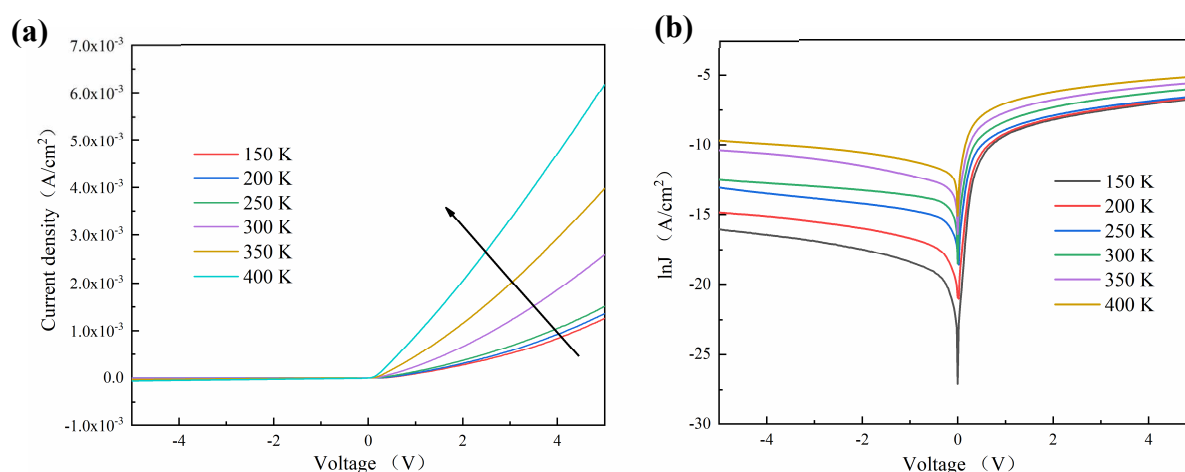 (a)
7.0x10-3
6.0x10-3
5.0x10-3
4.0x10-3
3.0x10-3
2.0x10-3
1.0x10-3
0.0
-1.0x10-3
Current density（A/cm2）
150 K
200 K
250 K
300 K
350 K
400 K
-4
-2
0
2
4
Voltage （V）
(b)
-5
-10
-15
-20
-25
-30
lnJ （A/cm2）
150 K
200 K
250 K
300 K
350 K
400 K
-4
-2
0
2
4
Voltage （V）